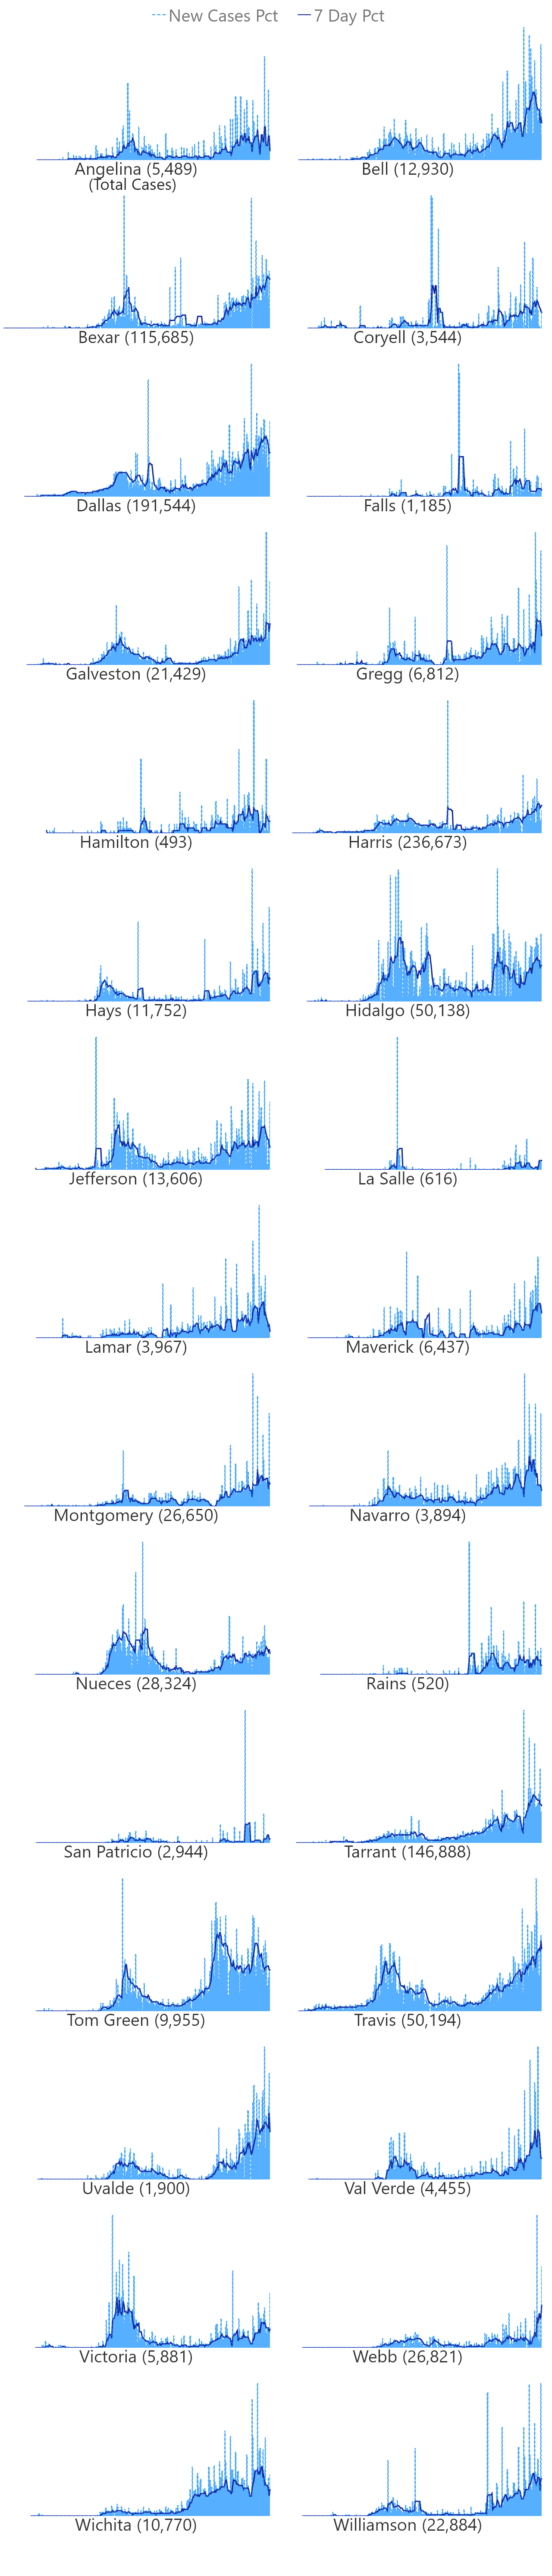 New Cases Pct 7 Day Pct
Angelina (5,489)
(Total Cases)
Bell (12,930)
Bexar (115,685)
Coryell (3,544)
Dallas (191,544)
Falls (1,185)
Galveston (21,429)
Gregg (6,812)
Hamilton (493)
Harris (236,673)
Hays (11,752)
Hidalgo (50,138)
Jefferson (13,606)
La Salle (616)
Lamar (3,967)
Maverick (6,437)
Montgomery (26,650)
Navarro (3,894)
Nueces (28,324)
Rains (520)
San Patricio (2,944)
Tarrant (146,888)
Tom Green (9,955)
Travis (50,194)
Uvalde (1,900)
Val Verde (4,455)
Victoria (5,881)
Webb (26,821)
Wichita (10,770)
Williamson (22,884)